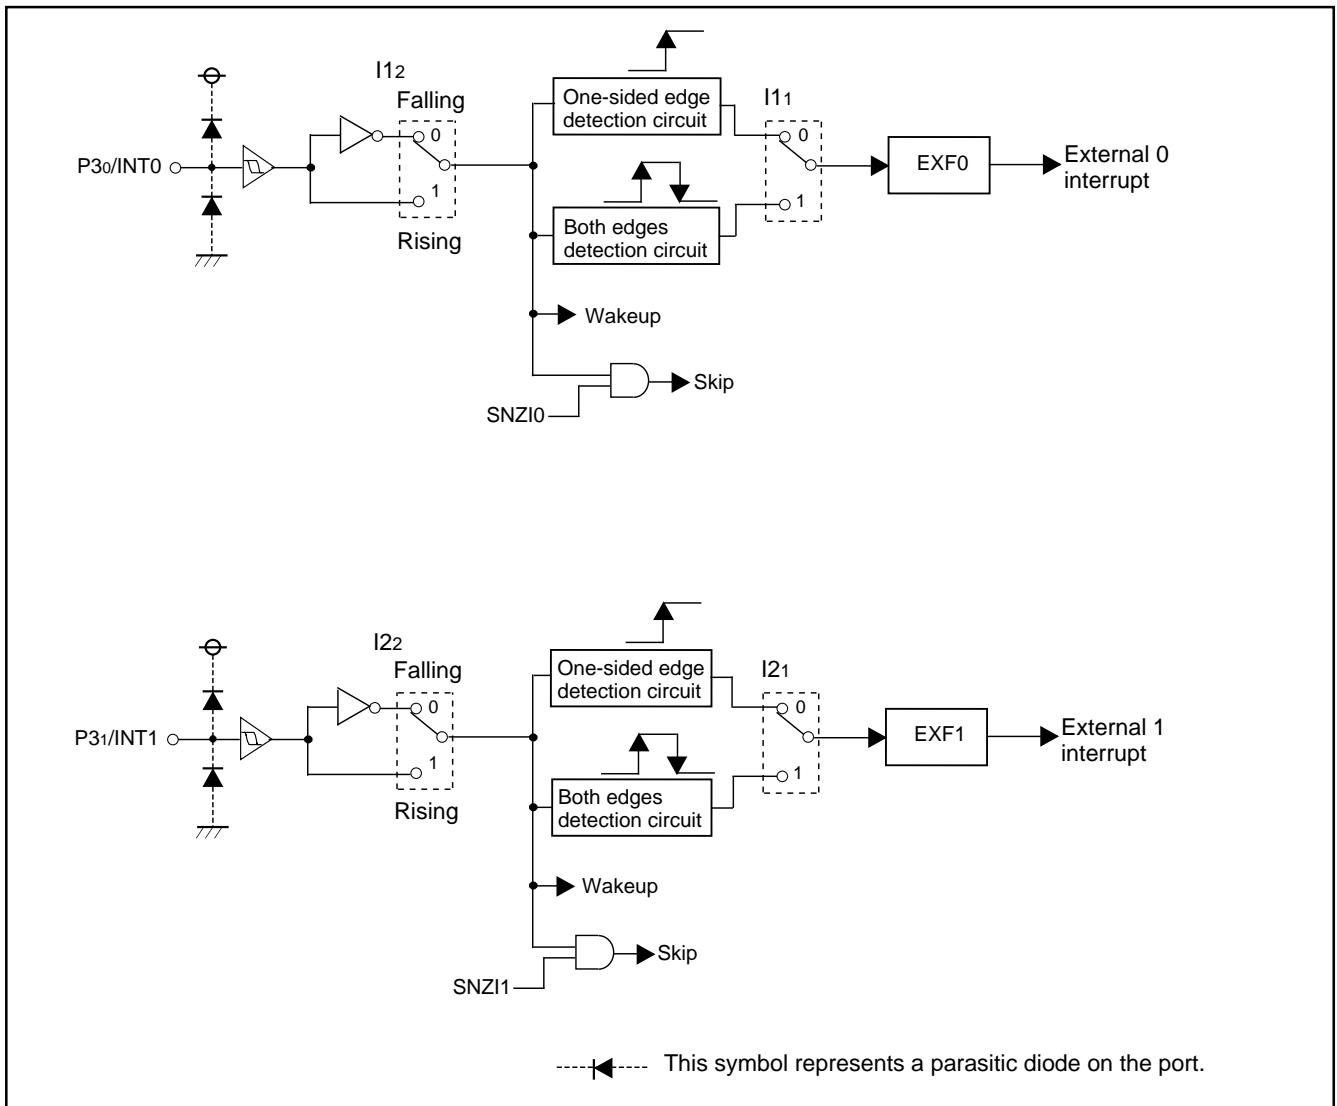 I12
Falling
0
1
Rising
P30/INT0
One-sided edge
detection circuit
Both edges
detection circuit
I11
0
1
EXF0
External 0
interrupt
Wakeup
Skip
SNZI0
I22
Falling
0
1
Rising
P31/INT1
One-sided edge
detection circuit
Both edges
detection circuit
I21
0
1
EXF1
External 1
interrupt
Wakeup
Skip
SNZI1
This symbol represents a parasitic diode on the port.